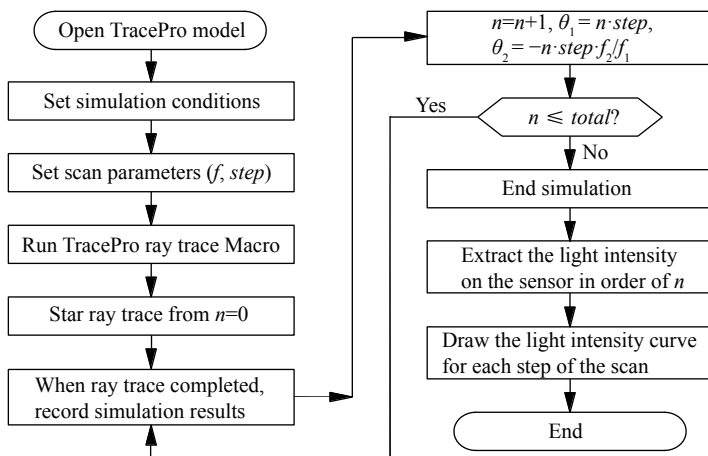 Open TracePro model
Set simulation conditions
Set scan parameters (f, step)
Run TracePro ray trace Macro
Star ray trace from n=0
When ray trace completed,
record simulation results
n=n+1, θ₁= n·step,
θ₂= −n·step·f₂/f₁
Yes
n ⩽ total?
No
End simulation
Extract the light intensity
on the sensor in order of n
Draw the light intensity curve
for each step of the scan
End